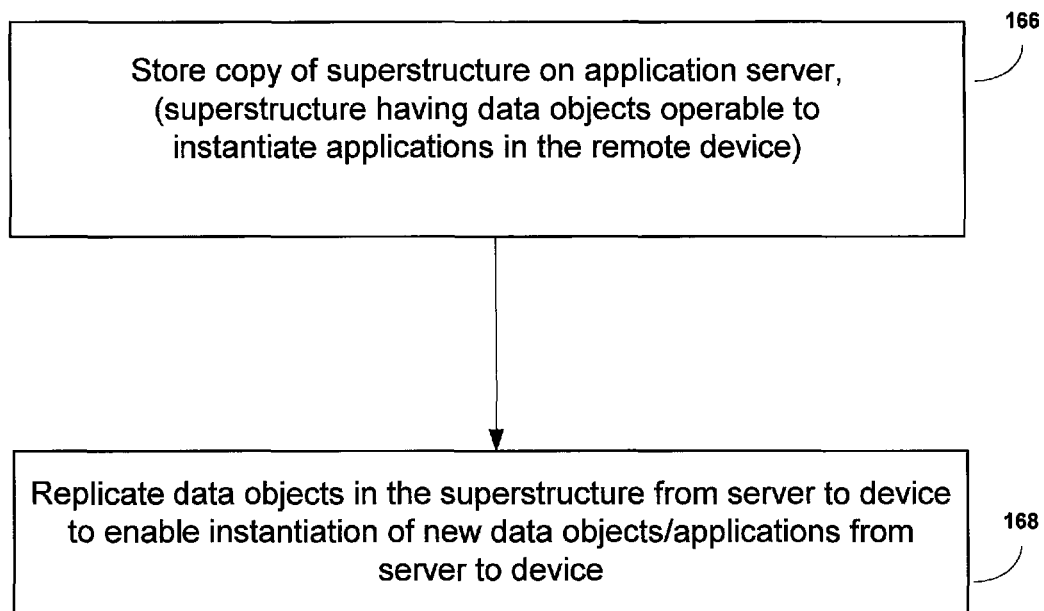 166
Store copy of superstructure on application server,
(superstructure having data objects operable to
instantiate applications in the remote device)
Replicate data objects in the superstructure from server to device
to enable instantiation of new data objects/applications from
server to device
168